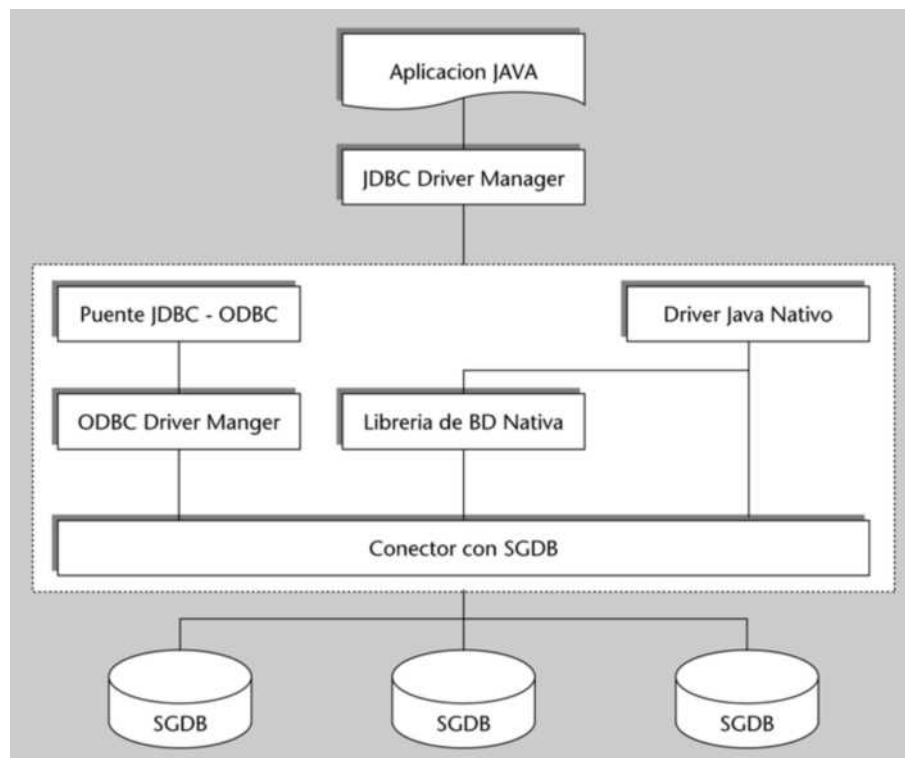 Aplicacion JAVA
JDBC Driver Manager
Puente JDBC - ODBC
Driver Java Nativo
ODBC Driver Manger
Libreria de BD Nativa
Conector con SGDB
SGDB
SGDB
SGDB